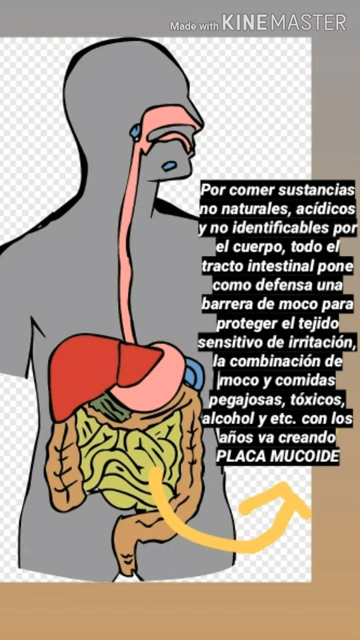 Made with KINEMASTER
Por comer sustancias
no naturales, acídicos
y no identificables por
el cuerpo, todo el
tracto intestinal pone
como defensa una
barrera de moco para
proteger el tejido
sensitivo de irritación,
la combinación de
moco y comidas
pegajosas, tóxicos,
alcohol y etc. con los
años va creando
PLACA MUCOIDE